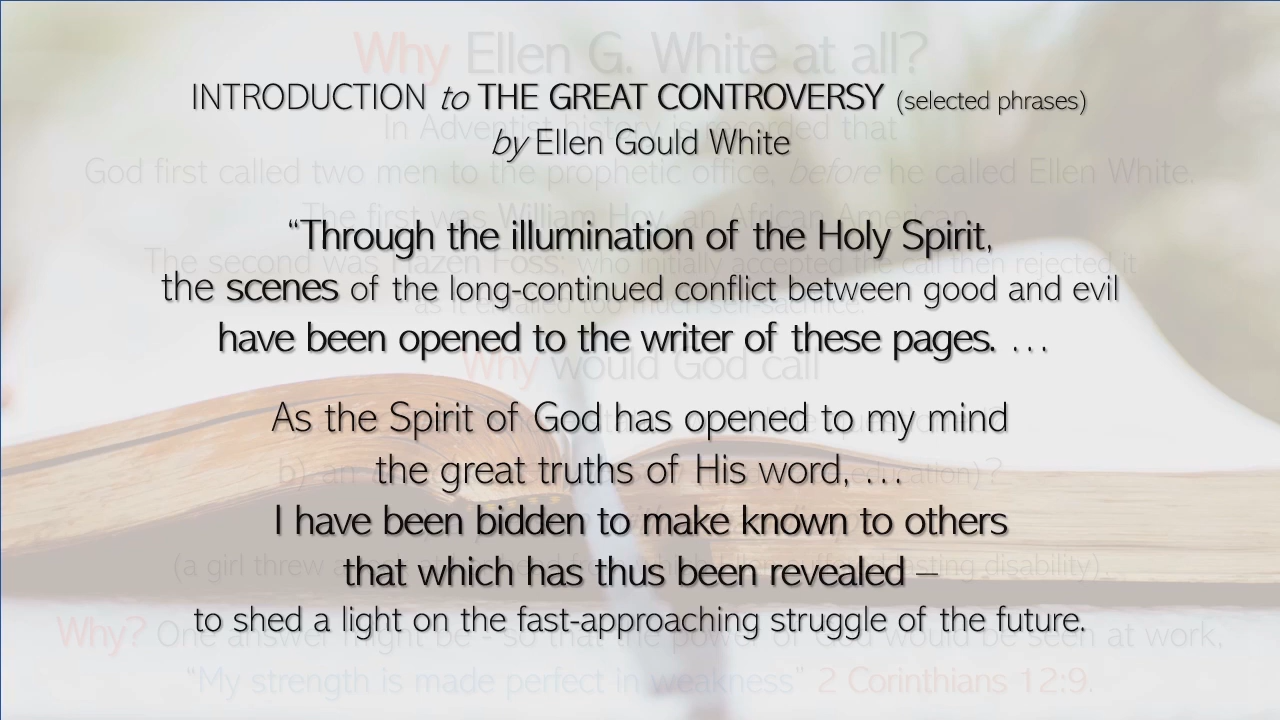 Why Ellen G. White at all?
INTRODUCTION to THE GREAT CONTROVERSY (selected phrases)
In Adventist history is recorded that
by Ellen Gould White
God first called two men to the prophetic office, before he called Ellen White.
The first was William Foy, an African American
“Through the illumination of the Holy Spirit,
The second was Hazen Foss; who initially accepted the call then rejected it
the scenes of the long-continued conflict between good and evil
as it entailed too much self-sacrifice.
have been opened to the writer of these pages. …
Why would God call
As the Spirit of God has opened to my mind
the great truths of His word, …
b) an education)?
I have been bidden to make known to others
that which has thus been revealed –
(a girl threw a lasting disability).
to shed a light on the fast-approaching struggle of the future.
Why? One answer might be - so that the power of God would be seen at work,
“My strength is made perfect in weakness” 2 Corinthians 12:9.